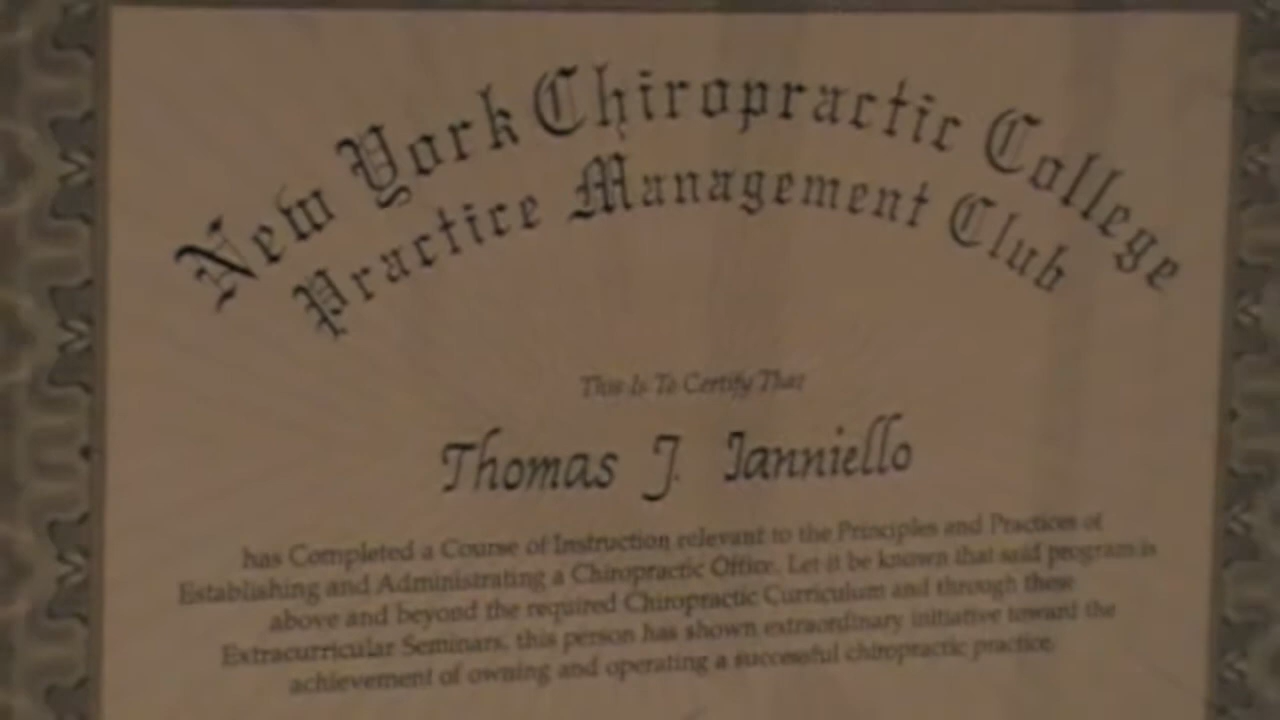 New York Chiropractic College
Practice Management Club
This Is To Certify That
Thomas J. Ianniello
has Completed a Course of Instruction relevant to the Principles and Practices of
Establishing and Administrating a Chiropractic Office. Let it be known that said program is
above and beyond the required Chiropractic Curriculum and through these
Extracurricular Seminars, this person has shown extraordinary initiative toward the
achievement of owning and operating a successful chiropractic practice.